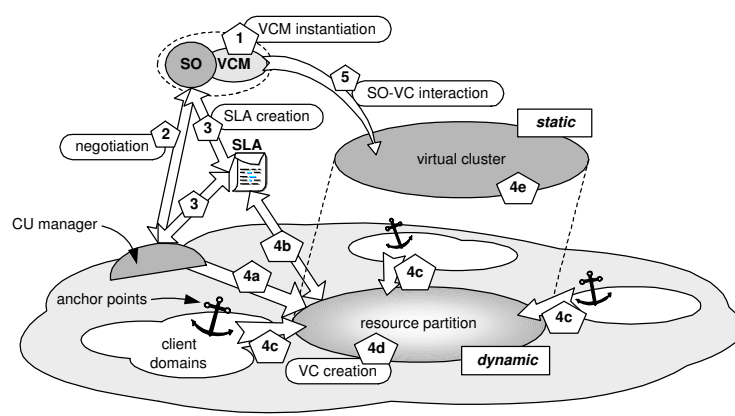 1
VCM instantiation
SO
VCM
5
SO-VC interaction
static
2
3
SLA creation
negotiation
SLA
virtual cluster
4e
3
CU manager
4b
4a
4c
anchor points
resource partition
4c
client
domains
4c
4d
dynamic
VC creation